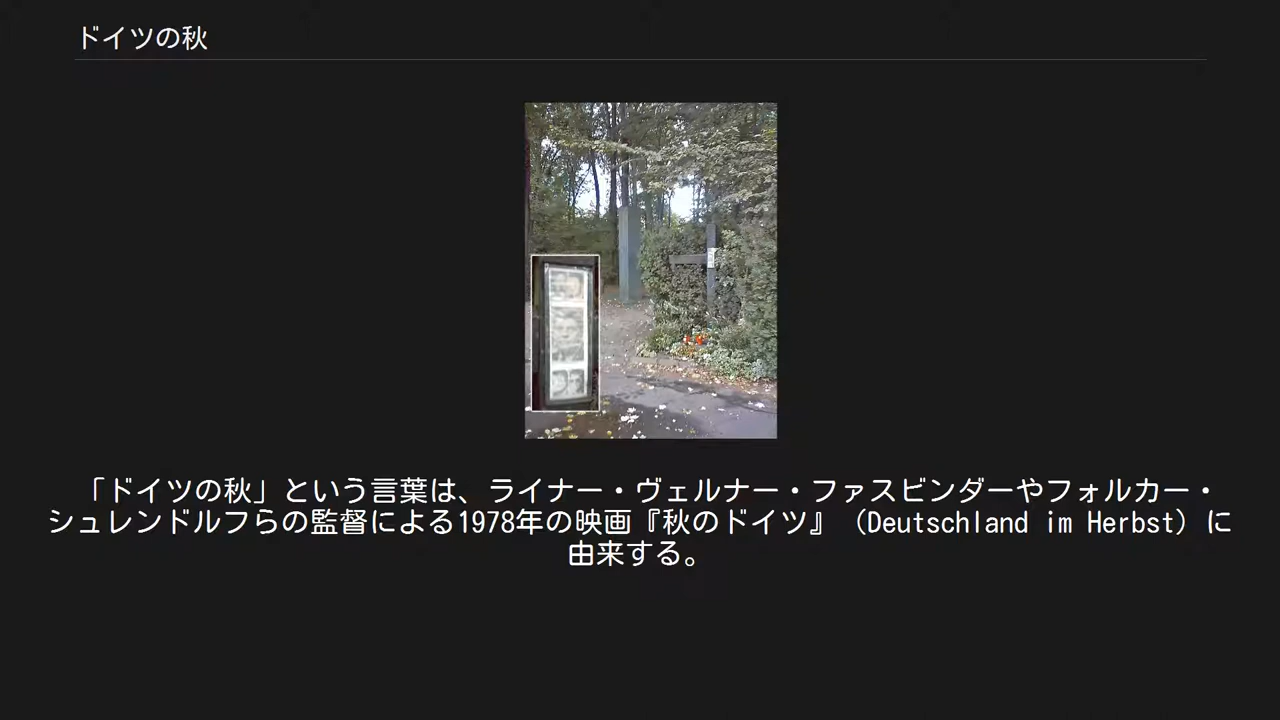 ドイツの秋
「ドイツの秋」という言葉は、ライナー・ヴェルナー・ファスビンダーやフォルカー・
シュレンドルフらの監督による1978年の映画『秋のドイツ』（Deutschland im Herbst）に
由来する。